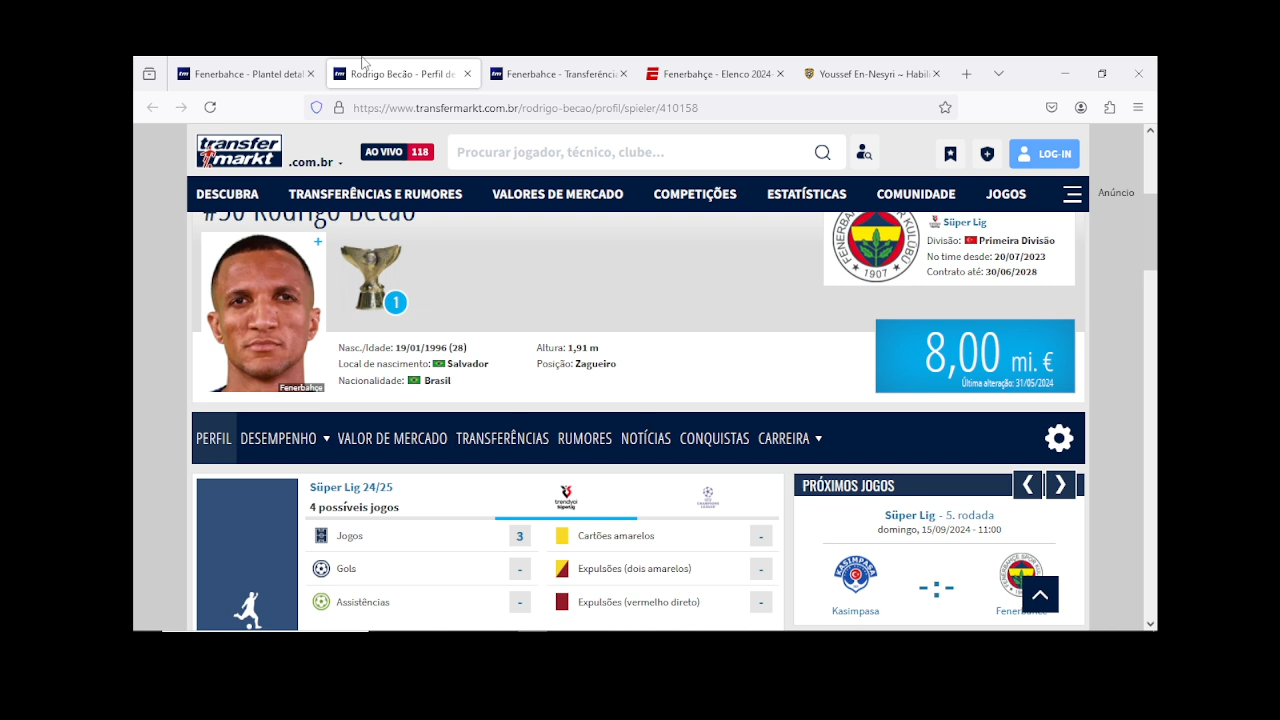 Fenerbahce - Plantel detal
Rodrigo Becão - Perfil de
Fenerbahce - Transferência
Fenerbahçe - Elenco 2024-
Youssef En-Nesyri ~ Habili
https://www.transfermarkt.com.br/rodrigo-becao/profil/spieler/410158
transfer
markt
.com.br
AO VIVO 118
Procurar jogador, técnico, clube...
LOG-IN
DESCUBRA
TRANSFERÊNCIAS E RUMORES
VALORES DE MERCADO
COMPETIÇÕES
ESTATÍSTICAS
COMUNIDADE
JOGOS
Anúncio
Rodrigo Becão
+
1
Fenerbahçe
Nasc./Idade: 19/01/1996 (28)
Local de nascimento: Salvador
Nacionalidade: Brasil
Altura: 1,91 m
Posição: Zagueiro
1907
Süper Lig
Divisão: Primeira Divisão
No time desde: 20/07/2023
Contrato até: 30/06/2028
8,00 mi. €
Última alteração: 31/05/2024
PERFIL
DESEMPENHO
VALOR DE MERCADO
TRANSFERÊNCIAS
RUMORES
NOTÍCIAS
CONQUISTAS
CARREIRA
Süper Lig 24/25
4 possíveis jogos
trendyol
SüperLig
Jogos 3
Gols -
Assistências -
Cartões amarelos -
Expulsões (dois amarelos) -
Expulsões (vermelho direto) -
PRÓXIMOS JOGOS
Süper Lig - 5. rodada
domingo, 15/09/2024 - 11:00
KASIMPAŞA
-:-
Kasimpasa